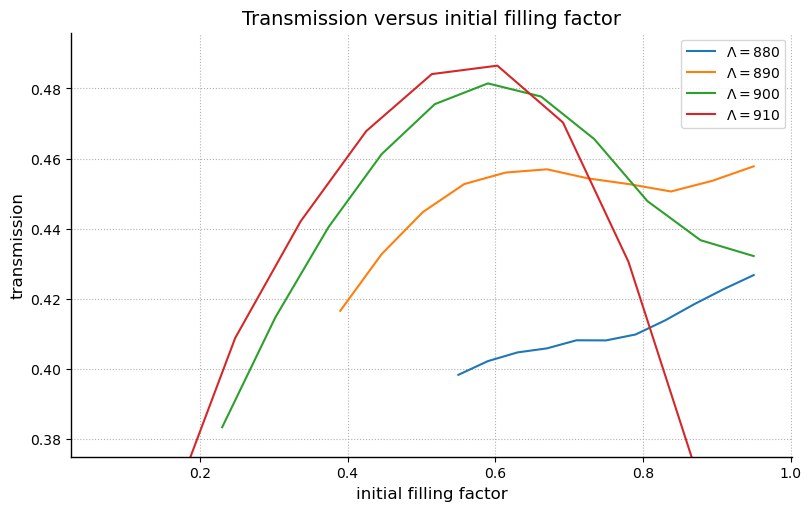 Transmission versus initial filling factor
Λ = 880
Λ = 890
Λ = 900
Λ = 910
transmission
0.48
0.46
0.44
0.42
0.40
0.38
0.2
0.4
0.6
0.8
1.0
initial filling factor